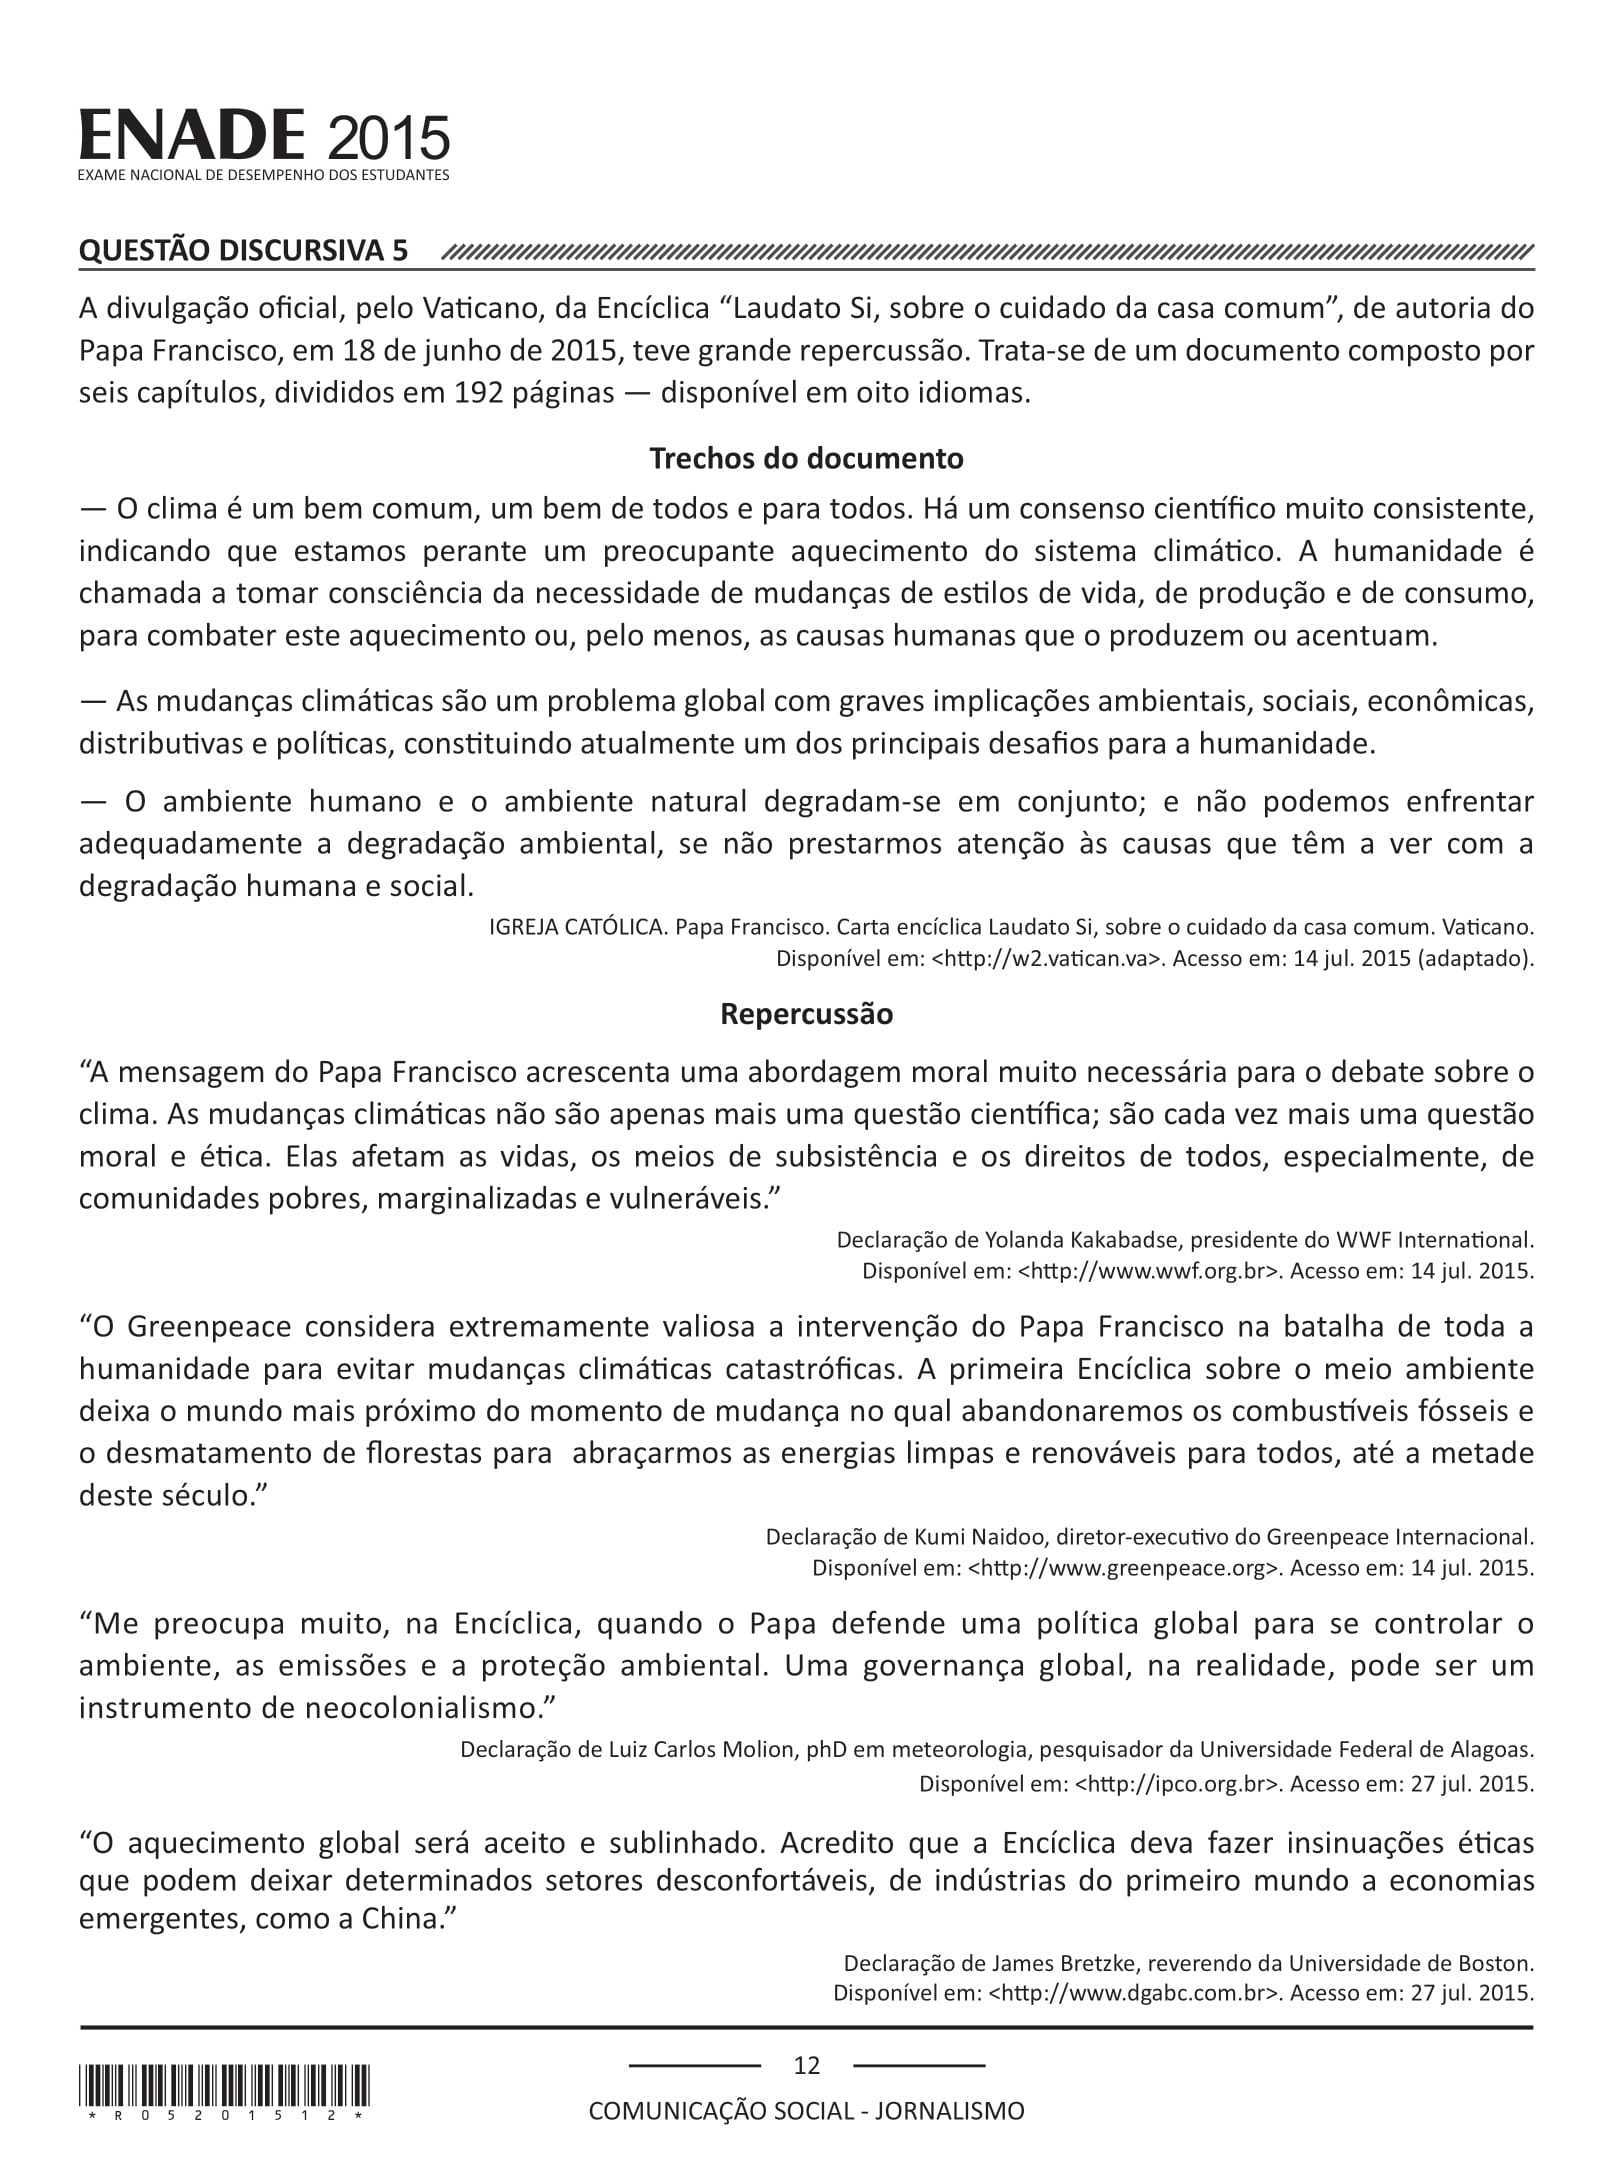 ENADE 2015
EXAME NACIONAL DE DESEMPENHO DOS ESTUDANTES
QUESTÃO DISCURSIVA 5
A divulgação oficial, pelo Vaticano, da Encíclica “Laudato Si, sobre o cuidado da casa comum”, de autoria do
Papa Francisco, em 18 de junho de 2015, teve grande repercussão. Trata-se de um documento composto por
seis capítulos, divididos em 192 páginas — disponível em oito idiomas.
Trechos do documento
— O clima é um bem comum, um bem de todos e para todos. Há um consenso científico muito consistente,
indicando que estamos perante um preocupante aquecimento do sistema climático. A humanidade é
chamada a tomar consciência da necessidade de mudanças de estilos de vida, de produção e de consumo,
para combater este aquecimento ou, pelo menos, as causas humanas que o produzem ou acentuam.
— As mudanças climáticas são um problema global com graves implicações ambientais, sociais, econômicas,
distributivas e políticas, constituindo atualmente um dos principais desafios para a humanidade.
— O ambiente humano e o ambiente natural degradam-se em conjunto; e não podemos enfrentar
adequadamente a degradação ambiental, se não prestarmos atenção às causas que têm a ver com a
degradação humana e social.
IGREJA CATÓLICA. Papa Francisco. Carta encíclica Laudato Si, sobre o cuidado da casa comum. Vaticano.
Disponível em: <http://w2.vatican.va>. Acesso em: 14 jul. 2015 (adaptado).
Repercussão
“A mensagem do Papa Francisco acrescenta uma abordagem moral muito necessária para o debate sobre o
clima. As mudanças climáticas não são apenas mais uma questão científica; são cada vez mais uma questão
moral e ética. Elas afetam as vidas, os meios de subsistência e os direitos de todos, especialmente, de
comunidades pobres, marginalizadas e vulneráveis.”
Declaração de Yolanda Kakabadse, presidente do WWF International.
Disponível em: <http://www.wwf.org.br>. Acesso em: 14 jul. 2015.
“O Greenpeace considera extremamente valiosa a intervenção do Papa Francisco na batalha de toda a
humanidade para evitar mudanças climáticas catastróficas. A primeira Encíclica sobre o meio ambiente
deixa o mundo mais próximo do momento de mudança no qual abandonaremos os combustíveis fósseis e
o desmatamento de florestas para  abraçarmos as energias limpas e renováveis para todos, até a metade
deste século.”
Declaração de Kumi Naidoo, diretor-executivo do Greenpeace Internacional.
Disponível em: <http://www.greenpeace.org>. Acesso em: 14 jul. 2015.
“Me preocupa muito, na Encíclica, quando o Papa defende uma política global para se controlar o
ambiente, as emissões e a proteção ambiental. Uma governança global, na realidade, pode ser um
instrumento de neocolonialismo.”
Declaração de Luiz Carlos Molion, phD em meteorologia, pesquisador da Universidade Federal de Alagoas.
Disponível em: <http://ipco.org.br>. Acesso em: 27 jul. 2015.
“O aquecimento global será aceito e sublinhado. Acredito que a Encíclica deva fazer insinuações éticas
que podem deixar determinados setores desconfortáveis, de indústrias do primeiro mundo a economias
emergentes, como a China.”
Declaração de James Bretzke, reverendo da Universidade de Boston.
Disponível em: <http://www.dgabc.com.br>. Acesso em: 27 jul. 2015.
12
*R05201512*
COMUNICAÇÃO SOCIAL - JORNALISMO